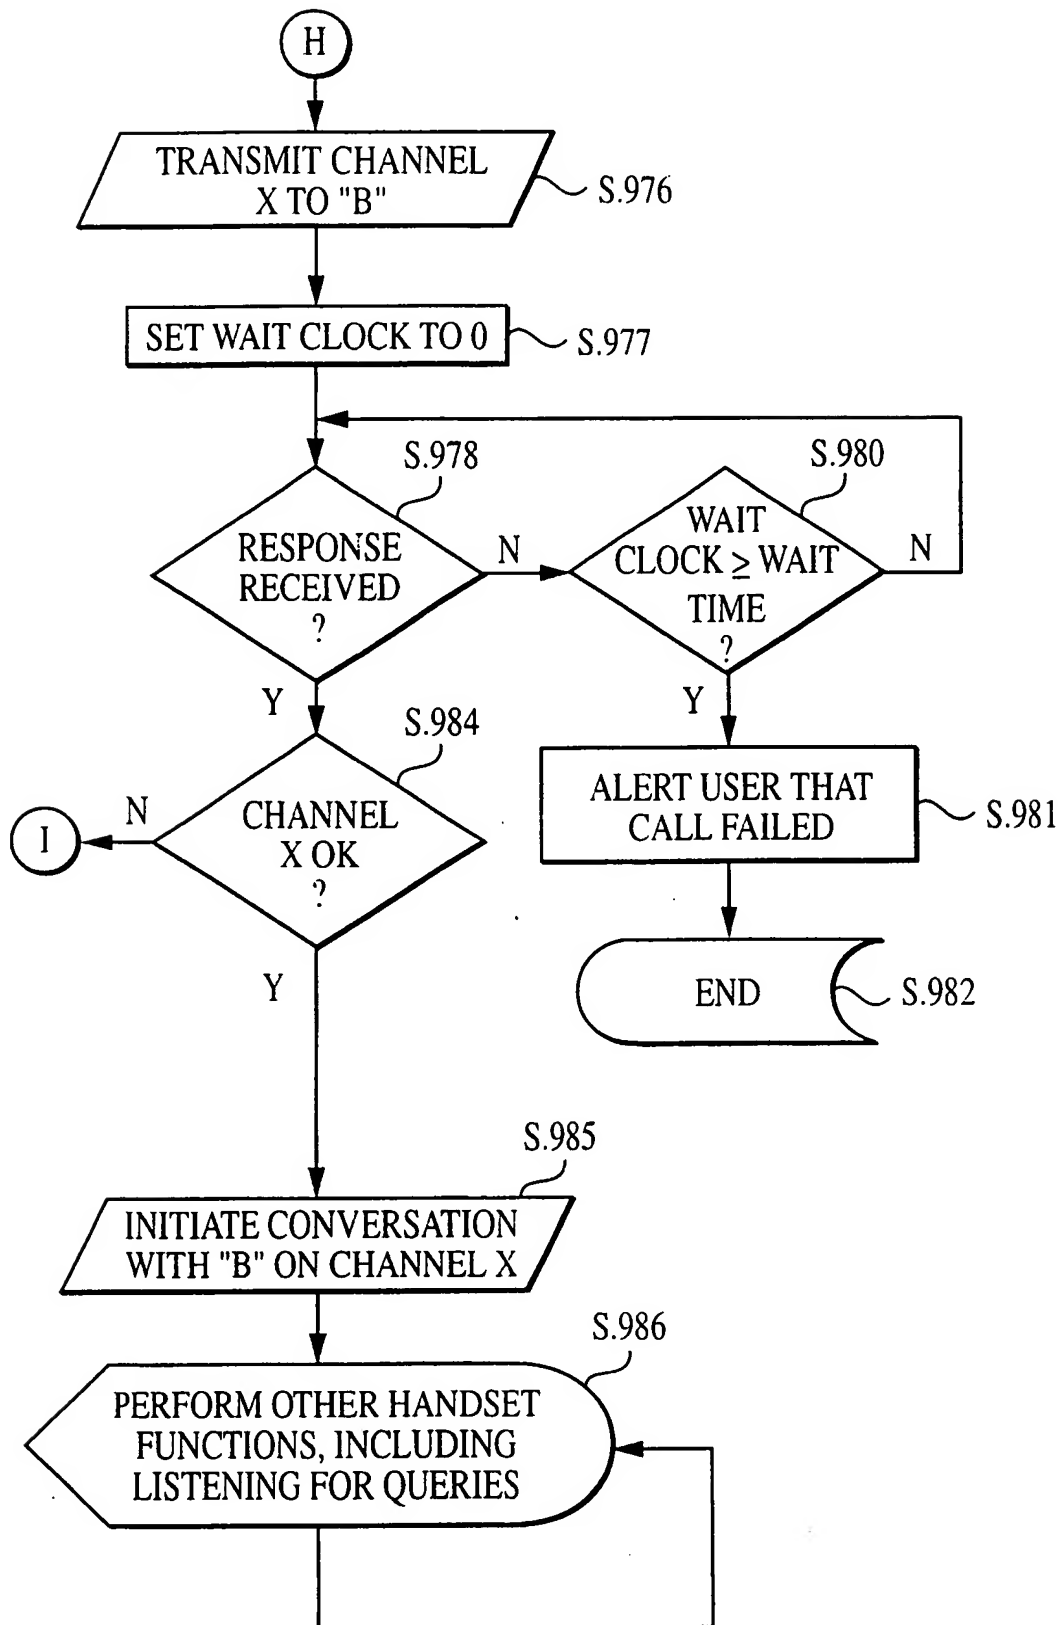 H
TRANSMIT CHANNEL
X TO "B"
S.976
SET WAIT CLOCK TO 0
S.977
S.978
RESPONSE
RECEIVED
?
N
Y
S.980
WAIT
CLOCK ≥ WAIT
TIME
?
N
Y
S.984
CHANNEL
X OK
?
N
I
Y
ALERT USER THAT
CALL FAILED
S.981
END
S.982
S.985
INITIATE CONVERSATION
WITH "B" ON CHANNEL X
S.986
PERFORM OTHER HANDSET
FUNCTIONS, INCLUDING
LISTENING FOR QUERIES